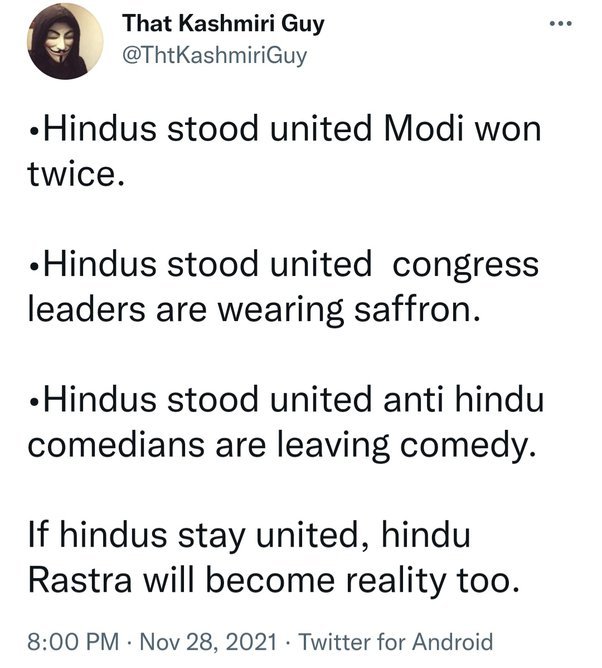 That Kashmiri Guy
@ThtKashmiriGuy
•Hindus stood united Modi won
twice.
•Hindus stood united  congress
leaders are wearing saffron.
•Hindus stood united anti hindu
comedians are leaving comedy.
If hindus stay united, hindu
Rastra will become reality too.
8:00 PM · Nov 28, 2021 · Twitter for Android